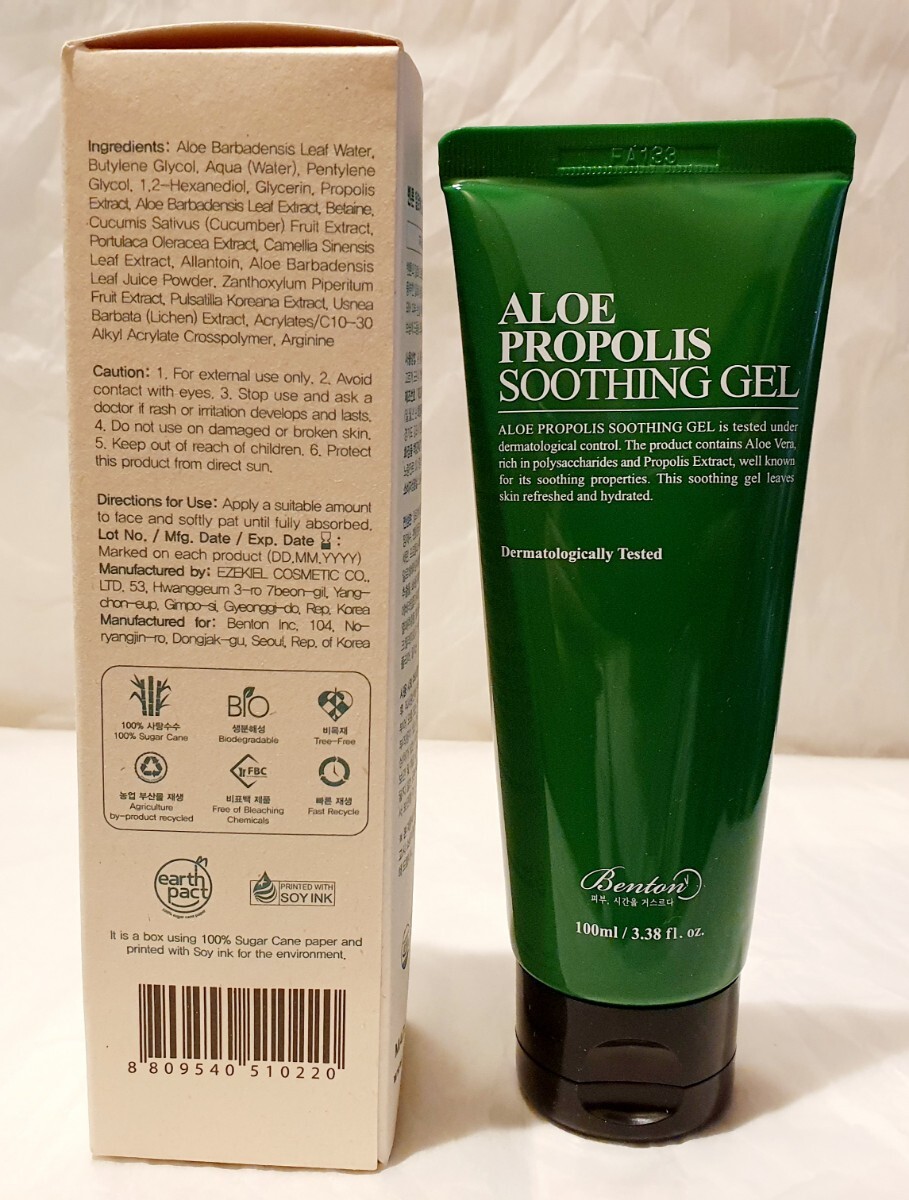 Ingredients: Aloe Barbadensis Leaf Water,
Butylene Glycol, Aqua (Water), Pentylene
Glycol, 1,2-Hexanediol, Glycerin, Propolis
Extract, Aloe Barbadensis Leaf Extract, Betaine,
Cucumis Sativus (Cucumber) Fruit Extract,
Portulaca Oleracea Extract, Camellia Sinensis
Leaf Extract, Allantoin, Aloe Barbadensis
Leaf Juice Powder, Zanthoxylum Piperitum
Fruit Extract, Pulsatilla Koreana Extract, Usnea
Barbata (Lichen) Extract, Acrylates/C10-30
Alkyl Acrylate Crosspolymer, Arginine
Caution: 1. For external use only. 2. Avoid
contact with eyes. 3. Stop use and ask a
doctor if rash or irritation develops and lasts.
4. Do not use on damaged or broken skin.
5. Keep out of reach of children. 6. Protect
this product from direct sun.
Directions for Use: Apply a suitable amount
to face and softly pat until fully absorbed.
Lot No. / Mfg. Date / Exp. Date :
Marked on each product (DD.MM.YYYY)
Manufactured by: EZEKIEL COSMETIC CO.,
LTD. 53, Hwanggeum 3-ro 7beon-gil, Yang-
chon-eup, Gimpo-si, Gyeonggi-do, Rep. Korea
Manufactured for: Benton Inc. 104, No-
ryangjin-ro, Dongjak-gu, Seoul, Rep. of Korea
100% 사탕수수
100% Sugar Cane
BIO
생분해성
Biodegradable
비목재
Tree-Free
농업 부산물 재생
Agriculture
by-product recycled
FBC
비표백 제품
Free of Bleaching
Chemicals
빠른 재생
Fast Recycle
earth
pact
PRINTED WITH
SOY INK
It is a box using 100% Sugar Cane paper and
printed with Soy ink for the environment.
8 809540 510220
FA133
ALOE
PROPOLIS
SOOTHING GEL
ALOE PROPOLIS SOOTHING GEL is tested under
dermatological control. The product contains Aloe Vera,
rich in polysaccharides and Propolis Extract, well known
for its soothing properties. This soothing gel leaves
skin refreshed and hydrated.
Dermatologically Tested
Benton
피부, 시간을 거스르다
100ml / 3.38 fl. oz.